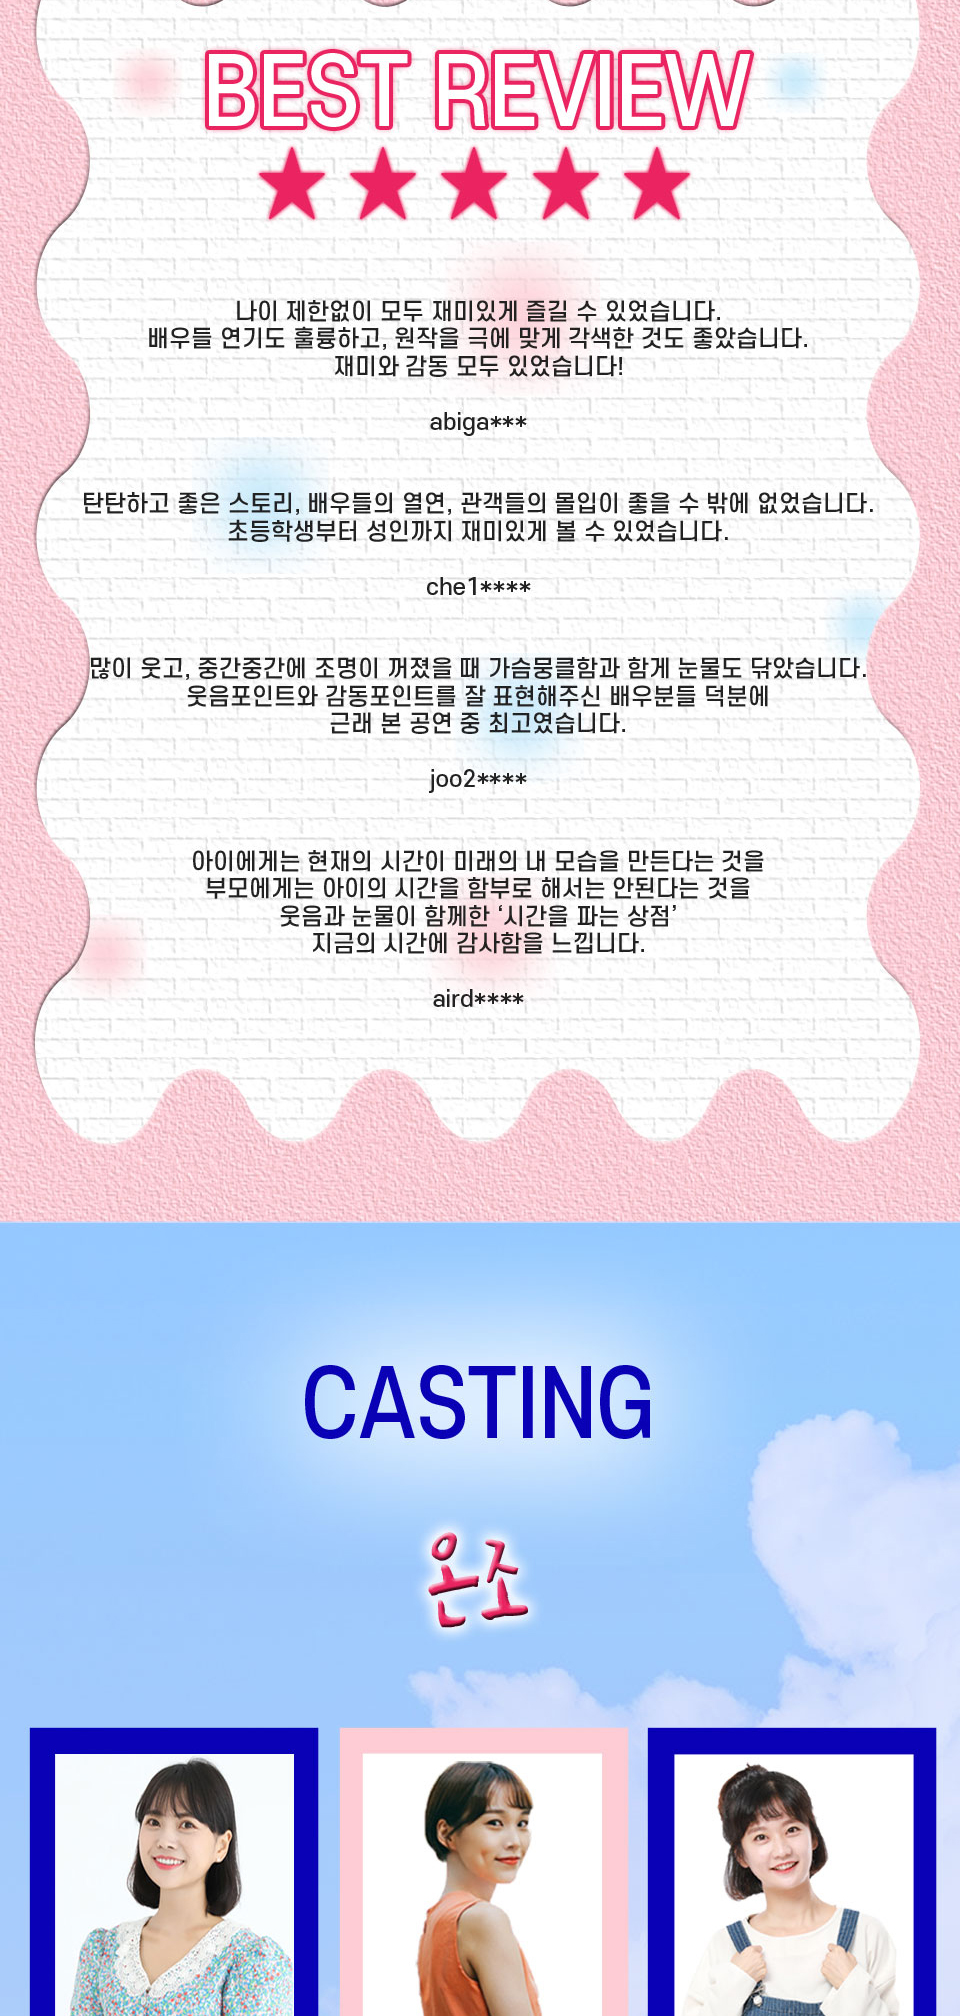 BEST REVIEW
나이 제한없이 모두 재미있게 즐길 수 있었습니다.
배우들 연기도 훌륭하고, 원작을 극에 맞게 각색한 것도 좋았습니다.
재미와 감동 모두 있었습니다!
abiga***
탄탄하고 좋은 스토리, 배우들의 열연, 관객들의 몰입이 좋을 수 밖에 없었습니다.
초등학생부터 성인까지 재미있게 볼 수 있었습니다.
che1****
많이 웃고, 중간중간에 조명이 꺼졌을 때 가슴뭉클함과 함게 눈물도 닦았습니다.
웃음포인트와 감동포인트를 잘 표현해주신 배우분들 덕분에
근래 본 공연 중 최고였습니다.
joo2****
아이에게는 현재의 시간이 미래의 내 모습을 만든다는 것을
부모에게는 아이의 시간을 함부로 해서는 안된다는 것을
웃음과 눈물이 함께한 ‘시간을 파는 상점’
지금의 시간에 감사함을 느낍니다.
aird****
CASTING
온조